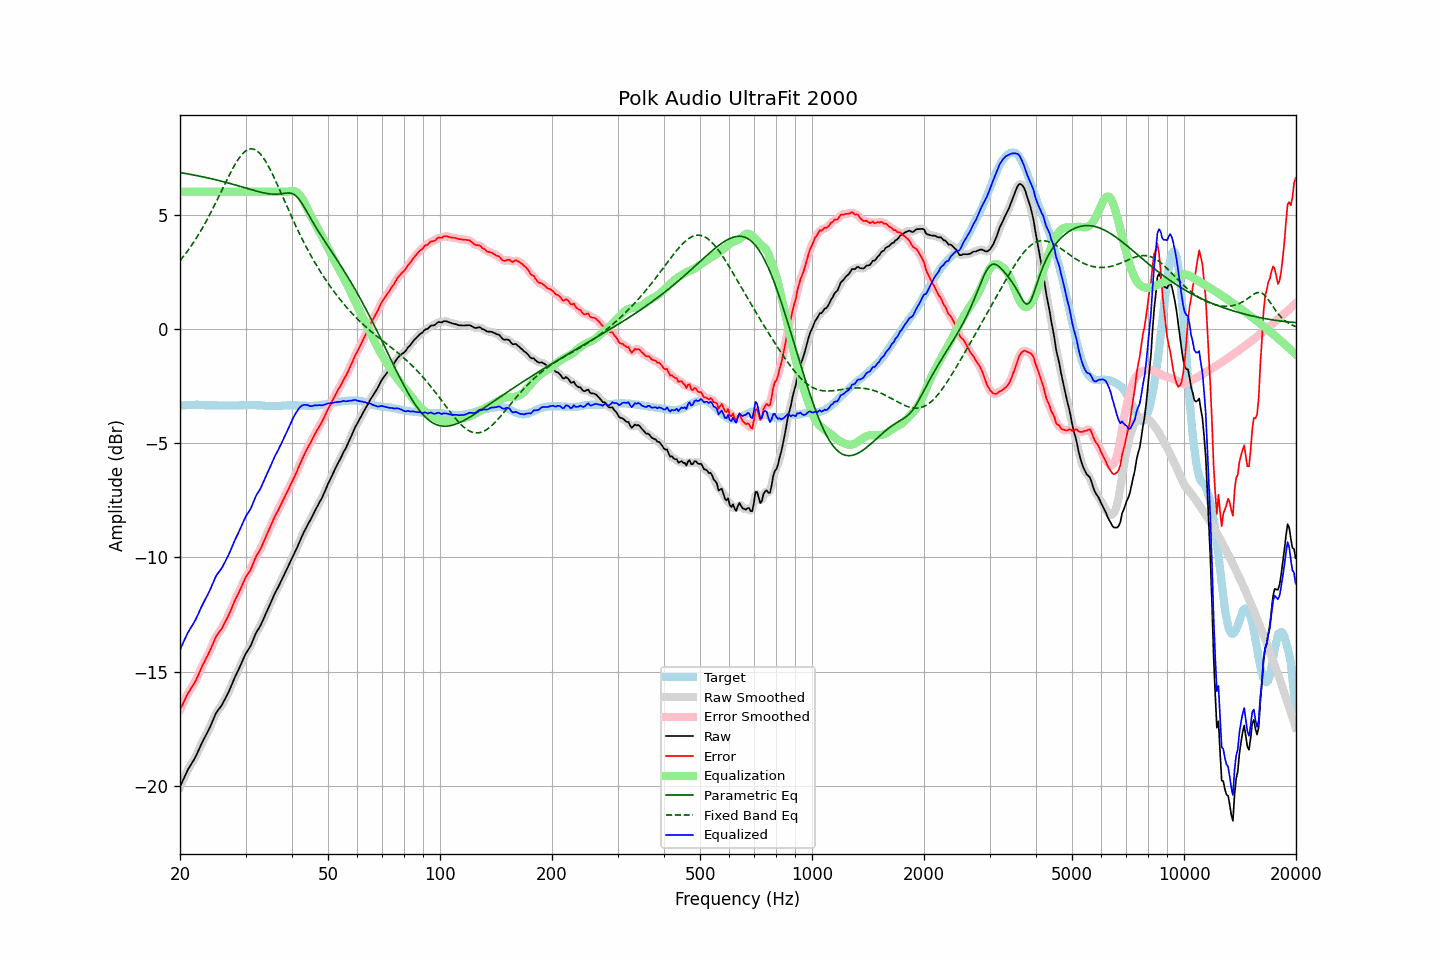 Polk Audio UltraFit 2000
Amplitude (dBr)
5
0
−5
−10
−15
−20
Target
Raw Smoothed
Error Smoothed
Raw
Error
Equalization
Parametric Eq
Fixed Band Eq
Equalized
20 50 100 200 500 1000 2000 5000 10000 20000
Frequency (Hz)